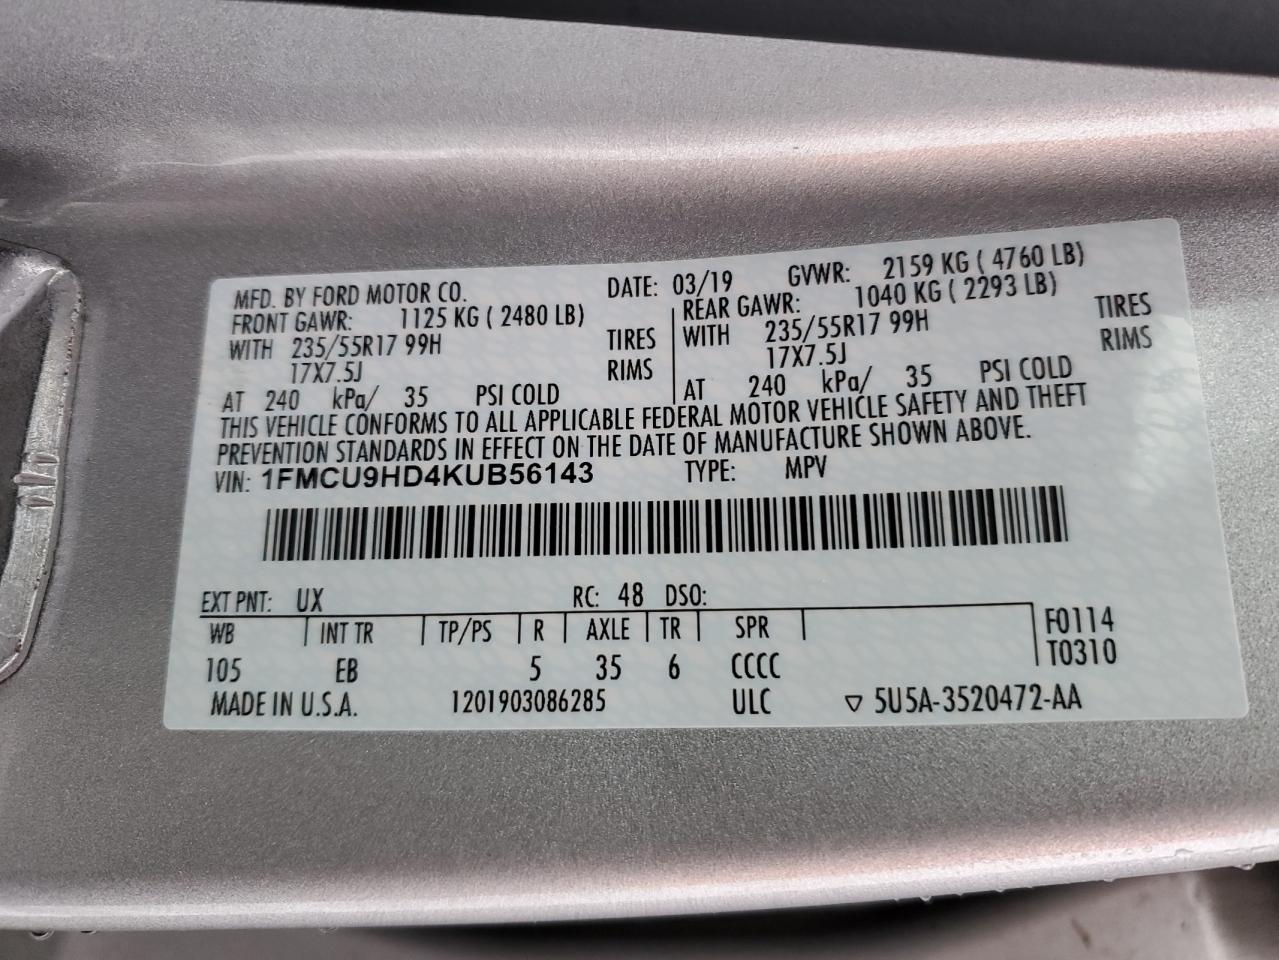 MFD. BY FORD MOTOR CO. DATE: 03/19 GVWR: 2159 KG ( 4760 LB)
FRONT GAWR: 1125 KG ( 2480 LB) REAR GAWR: 1040 KG ( 2293 LB)
WITH 235/55R17 99H TIRES WITH 235/55R17 99H TIRES
17X7.5J RIMS 17X7.5J RIMS
AT 240 kPa/ 35 PSI COLD AT 240 kPa/ 35 PSI COLD
THIS VEHICLE CONFORMS TO ALL APPLICABLE FEDERAL MOTOR VEHICLE SAFETY AND THEFT
PREVENTION STANDARDS IN EFFECT ON THE DATE OF MANUFACTURE SHOWN ABOVE.
VIN: 1FMCU9HD4KUB56143 TYPE: MPV
EXT PNT: UX RC: 48 DSO:
WB INT TR TP/PS R AXLE TR SPR F0114
105 EB 5 35 6 CCCC T0310
MADE IN U.S.A. 1201903086285 ULC ▽ 5U5A-3520472-AA